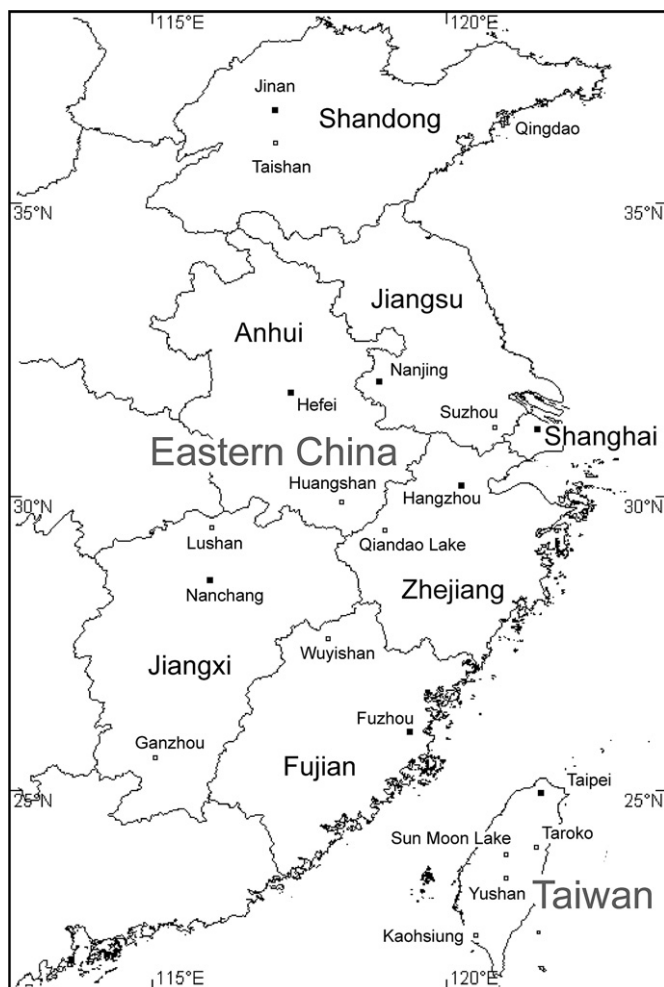 115°E
120°E
Jinan
Shandong
Qingdao
Taishan
35°N
35°N
Jiangsu
Anhui
Nanjing
Hefei
Suzhou
Shanghai
Eastern China
Huangshan
Hangzhou
30°N
30°N
Lushan
Qiandao Lake
Nanchang
Zhejiang
Wuyishan
Jiangxi
Fuzhou
Ganzhou
Fujian
25°N
25°N
Taipei
Sun Moon Lake
Taroko
Yushan
Taiwan
Kaohsiung
115°E
120°E